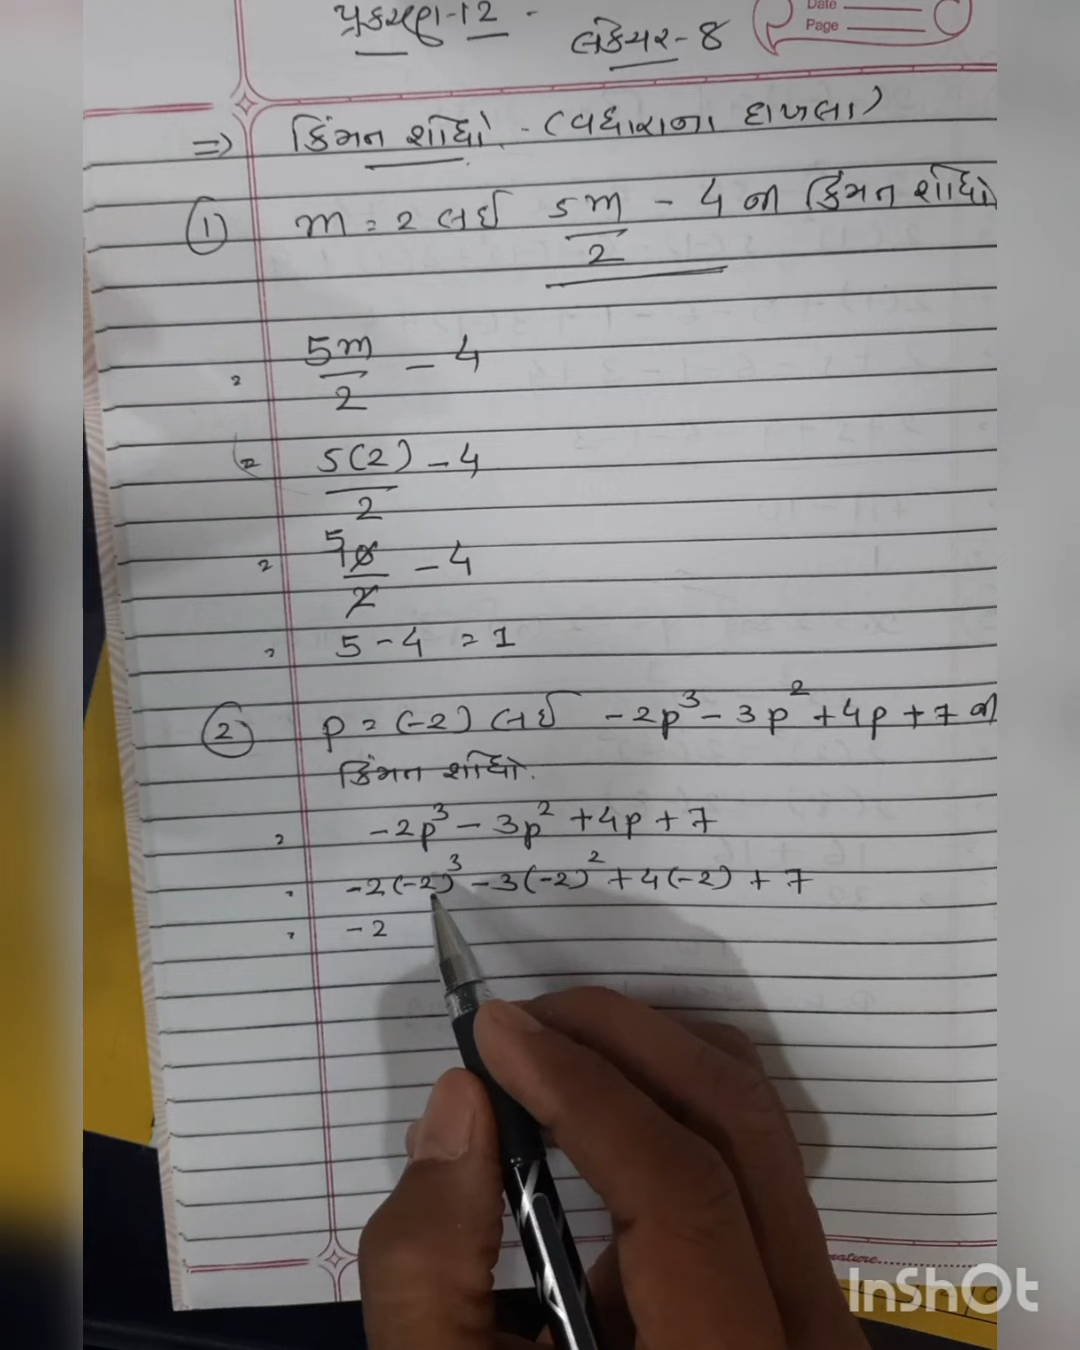 પ્રકરણ-12 -
લેકચર-8
Date
Page
=> કિંમત શોધો. - (વધારાના દાખલા)
① m = 2 લઈ 5m/2 - 4 ની કિંમત શોધો
= 5m/2 - 4
= 5(2)/2 - 4
= 5 10/2 - 4
= 5 - 4 = 1
② p = (-2) લઈ -2p³ - 3p² + 4p + 7 ની
કિંમત શોધો.
= -2p³ - 3p² + 4p + 7
= -2(-2)³ - 3(-2)² + 4(-2) + 7
= -2
InShOt